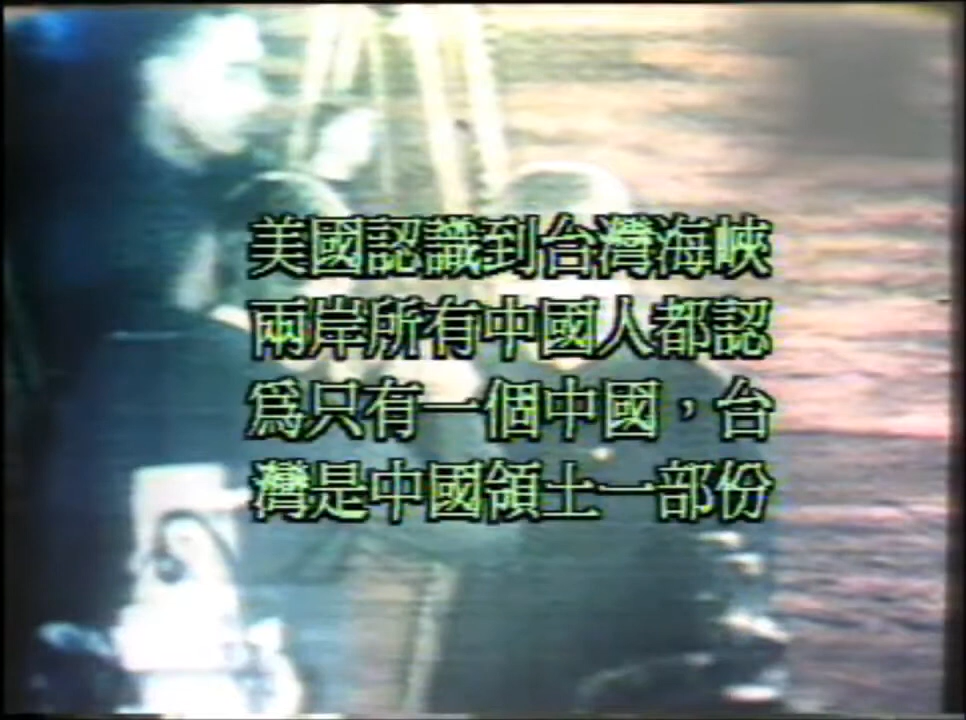 美國認識到台灣海峽
兩岸所有中國人都認
爲只有一個中國，台
灣是中國領土一部份